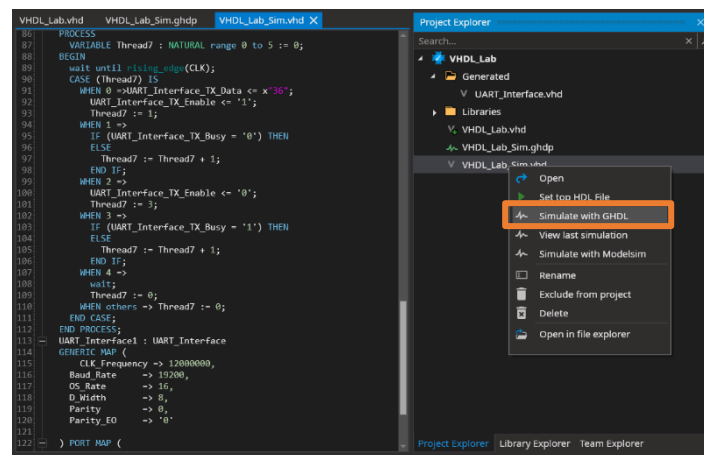 VHDL_Lab.vhd VHDL_Lab_Sim.ghdp VHDL_Lab_Sim.vhd X
86 PROCESS
87 VARIABLE Thread7 : NATURAL range 0 to 5 := 0;
88 BEGIN
89 wait until rising_edge(CLK);
90 CASE (Thread7) IS
91 WHEN 0 =>UART_Interface_TX_Data <= x"36";
92 UART_Interface_TX_Enable <= '1';
93 Thread7 := 1;
94 WHEN 1 =>
95 IF (UART_Interface_TX_Busy = '0') THEN
96 ELSE
97 Thread7 := Thread7 + 1;
98 END IF;
99 WHEN 2 =>
100 UART_Interface_TX_Enable <= '0';
101 Thread7 := 3;
102 WHEN 3 =>
103 IF (UART_Interface_TX_Busy = '1') THEN
104 ELSE
105 Thread7 := Thread7 + 1;
106 END IF;
107 WHEN 4 =>
108 wait;
109 Thread7 := 0;
110 WHEN others => Thread7 := 0;
111 END CASE;
112 END PROCESS;
113 UART_Interface1 : UART_Interface
114 GENERIC MAP (
115 CLK_Frequency => 12000000,
116 Baud_Rate => 19200,
117 OS_Rate => 16,
118 D_Width => 8,
119 Parity => 0,
120 Parity_EO => '0'
121
122 ) PORT MAP (
Project Explorer X
Search...
VHDL_Lab
Generated
UART_Interface.vhd
Libraries
VHDL_Lab.vhd
VHDL_Lab_Sim.ghdp
VHDL_Lab_Sim.vhd
Open
Set top HDL File
Simulate with GHDL
View last simulation
Simulate with Modelsim
Rename
Exclude from project
Delete
Open in file explorer
Project Explorer Library Explorer Team Explorer